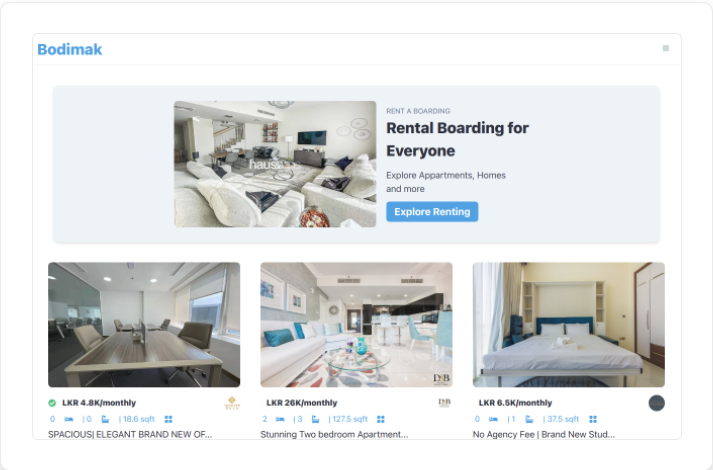 Bodimak
RENT A BOARDING
Rental Boarding for
Everyone
Explore Appartments, Homes
and more
Explore Renting
hauss
LKR 4.8K/monthly
0 | 0 | 18.6 sqft
SPACIOUS| ELEGANT BRAND NEW OF...
D&B
LKR 26K/monthly
D&B
2 | 3 | 127.5 sqft
Stunning Two bedroom Apartment...
LKR 6.5K/monthly
0 | 1 | 37.5 sqft
No Agency Fee | Brand New Stud...